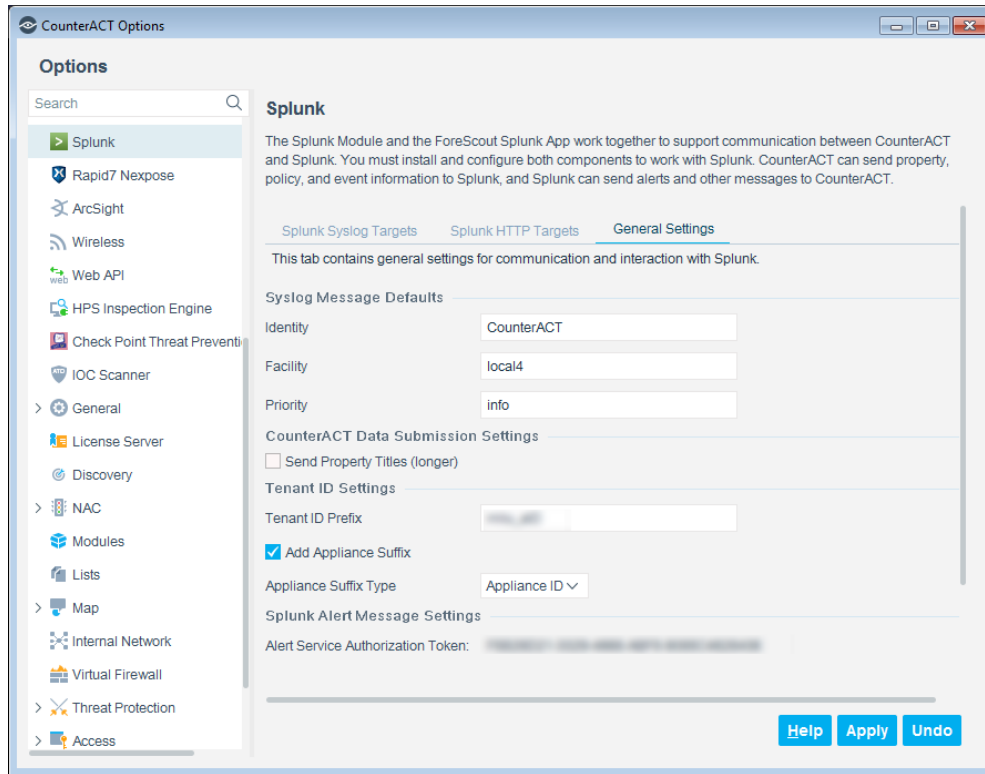 CounterACT Options
Options
Search
Splunk
Rapid7 Nexpose
ArcSight
Wireless
web Web API
HPS Inspection Engine
Check Point Threat Preventi
ATD IOC Scanner
General
License Server
Discovery
NAC
Modules
Lists
Map
Internal Network
Virtual Firewall
Threat Protection
Access
Splunk
The Splunk Module and the ForeScout Splunk App work together to support communication between CounterACT
and Splunk. You must install and configure both components to work with Splunk. CounterACT can send property,
policy, and event information to Splunk, and Splunk can send alerts and other messages to CounterACT.
Splunk Syslog Targets Splunk HTTP Targets General Settings
This tab contains general settings for communication and interaction with Splunk.
Syslog Message Defaults
Identity CounterACT
Facility local4
Priority info
CounterACT Data Submission Settings
Send Property Titles (longer)
Tenant ID Settings
Tenant ID Prefix
Add Appliance Suffix
Appliance Suffix Type Appliance ID
Splunk Alert Message Settings
Alert Service Authorization Token:
Help Apply Undo